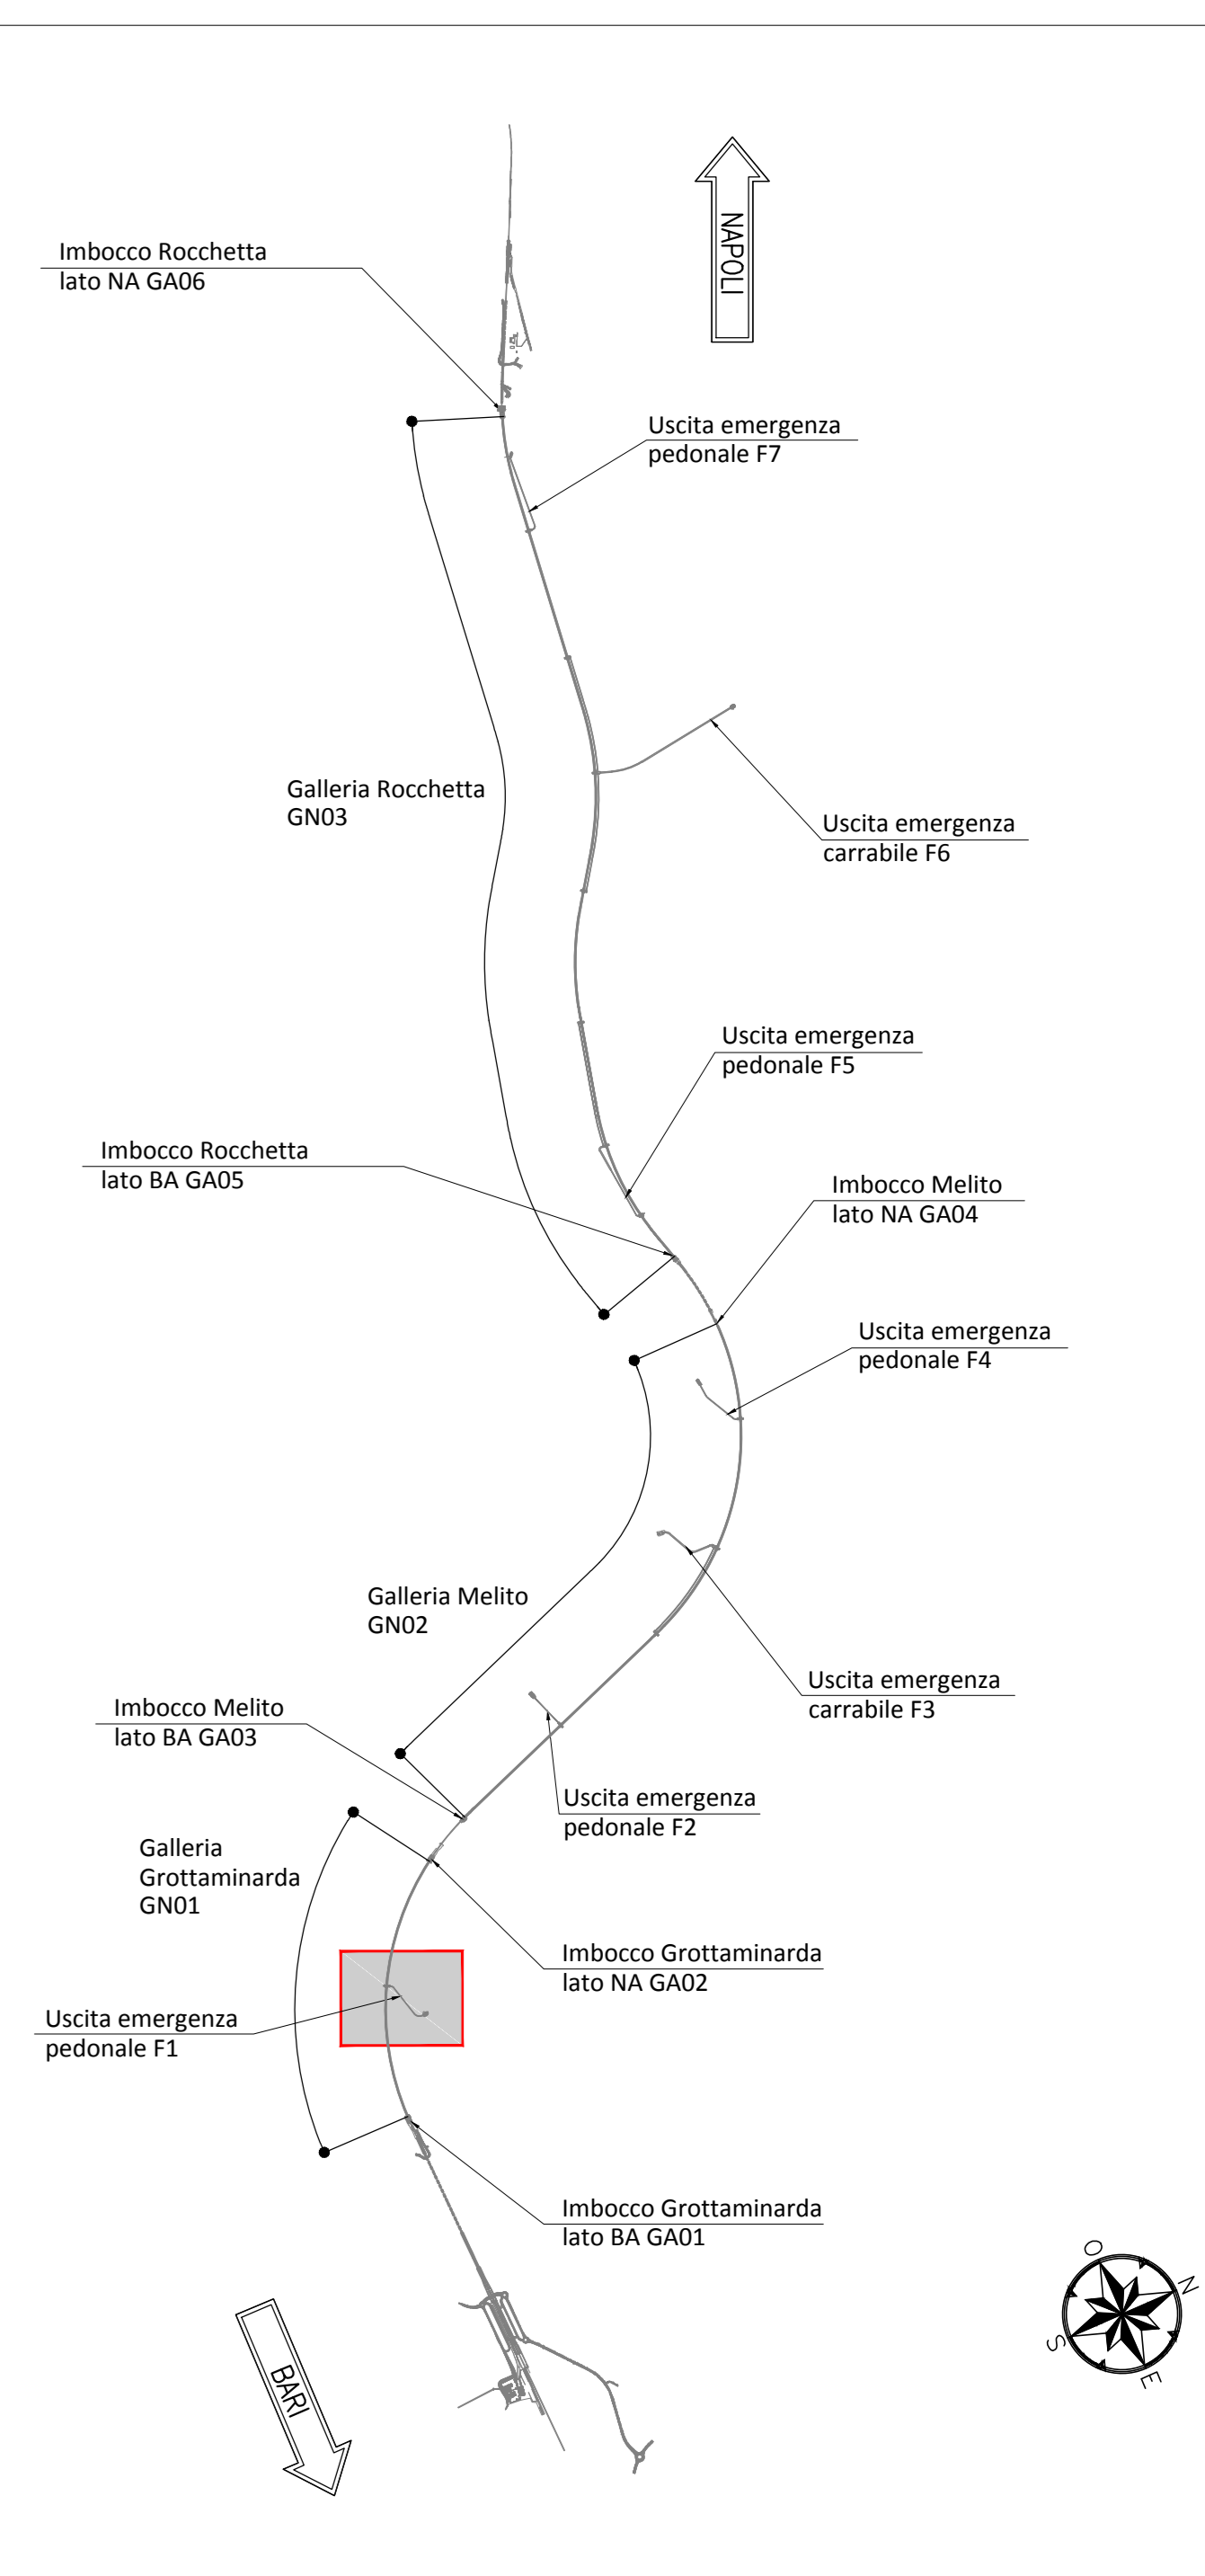 NAPOLI
Imbocco Rocchetta
lato NA GA06
Uscita emergenza
pedonale F7
Galleria Rocchetta
GN03
Uscita emergenza
carrabile F6
Uscita emergenza
pedonale F5
Imbocco Rocchetta
lato BA GA05
Imbocco Melito
lato NA GA04
Uscita emergenza
pedonale F4
Galleria Melito
GN02
Uscita emergenza
carrabile F3
Imbocco Melito
lato BA GA03
Uscita emergenza
pedonale F2
Galleria
Grottaminarda
GN01
Imbocco Grottaminarda
lato NA GA02
Uscita emergenza
pedonale F1
Imbocco Grottaminarda
lato BA GA01
O
N
S
E
BARI